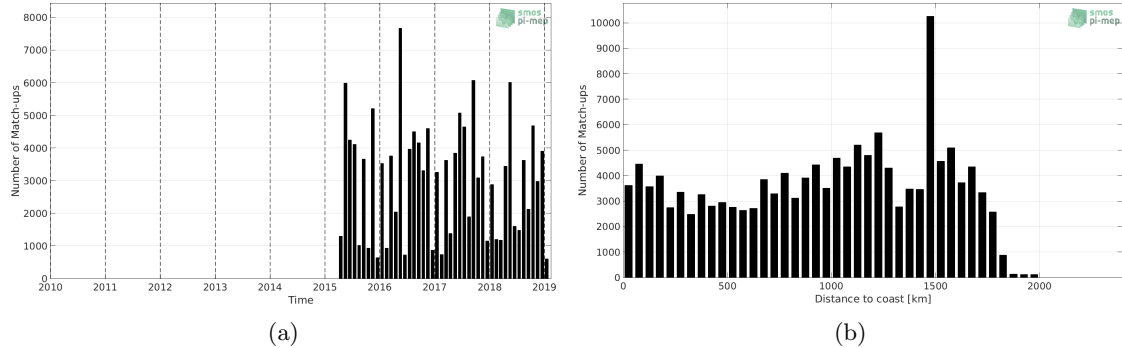 smos
pi-mep
8000
7000
6000
5000
4000
3000
2000
1000
0
Number of Match-ups
2010 2011 2012 2013 2014 2015 2016 2017 2018 2019
Time
(a)
smos
pi-mep
10000
9000
8000
7000
6000
5000
4000
3000
2000
1000
0
Number of Match-ups
0 500 1000 1500 2000
Distance to coast [km]
(b)